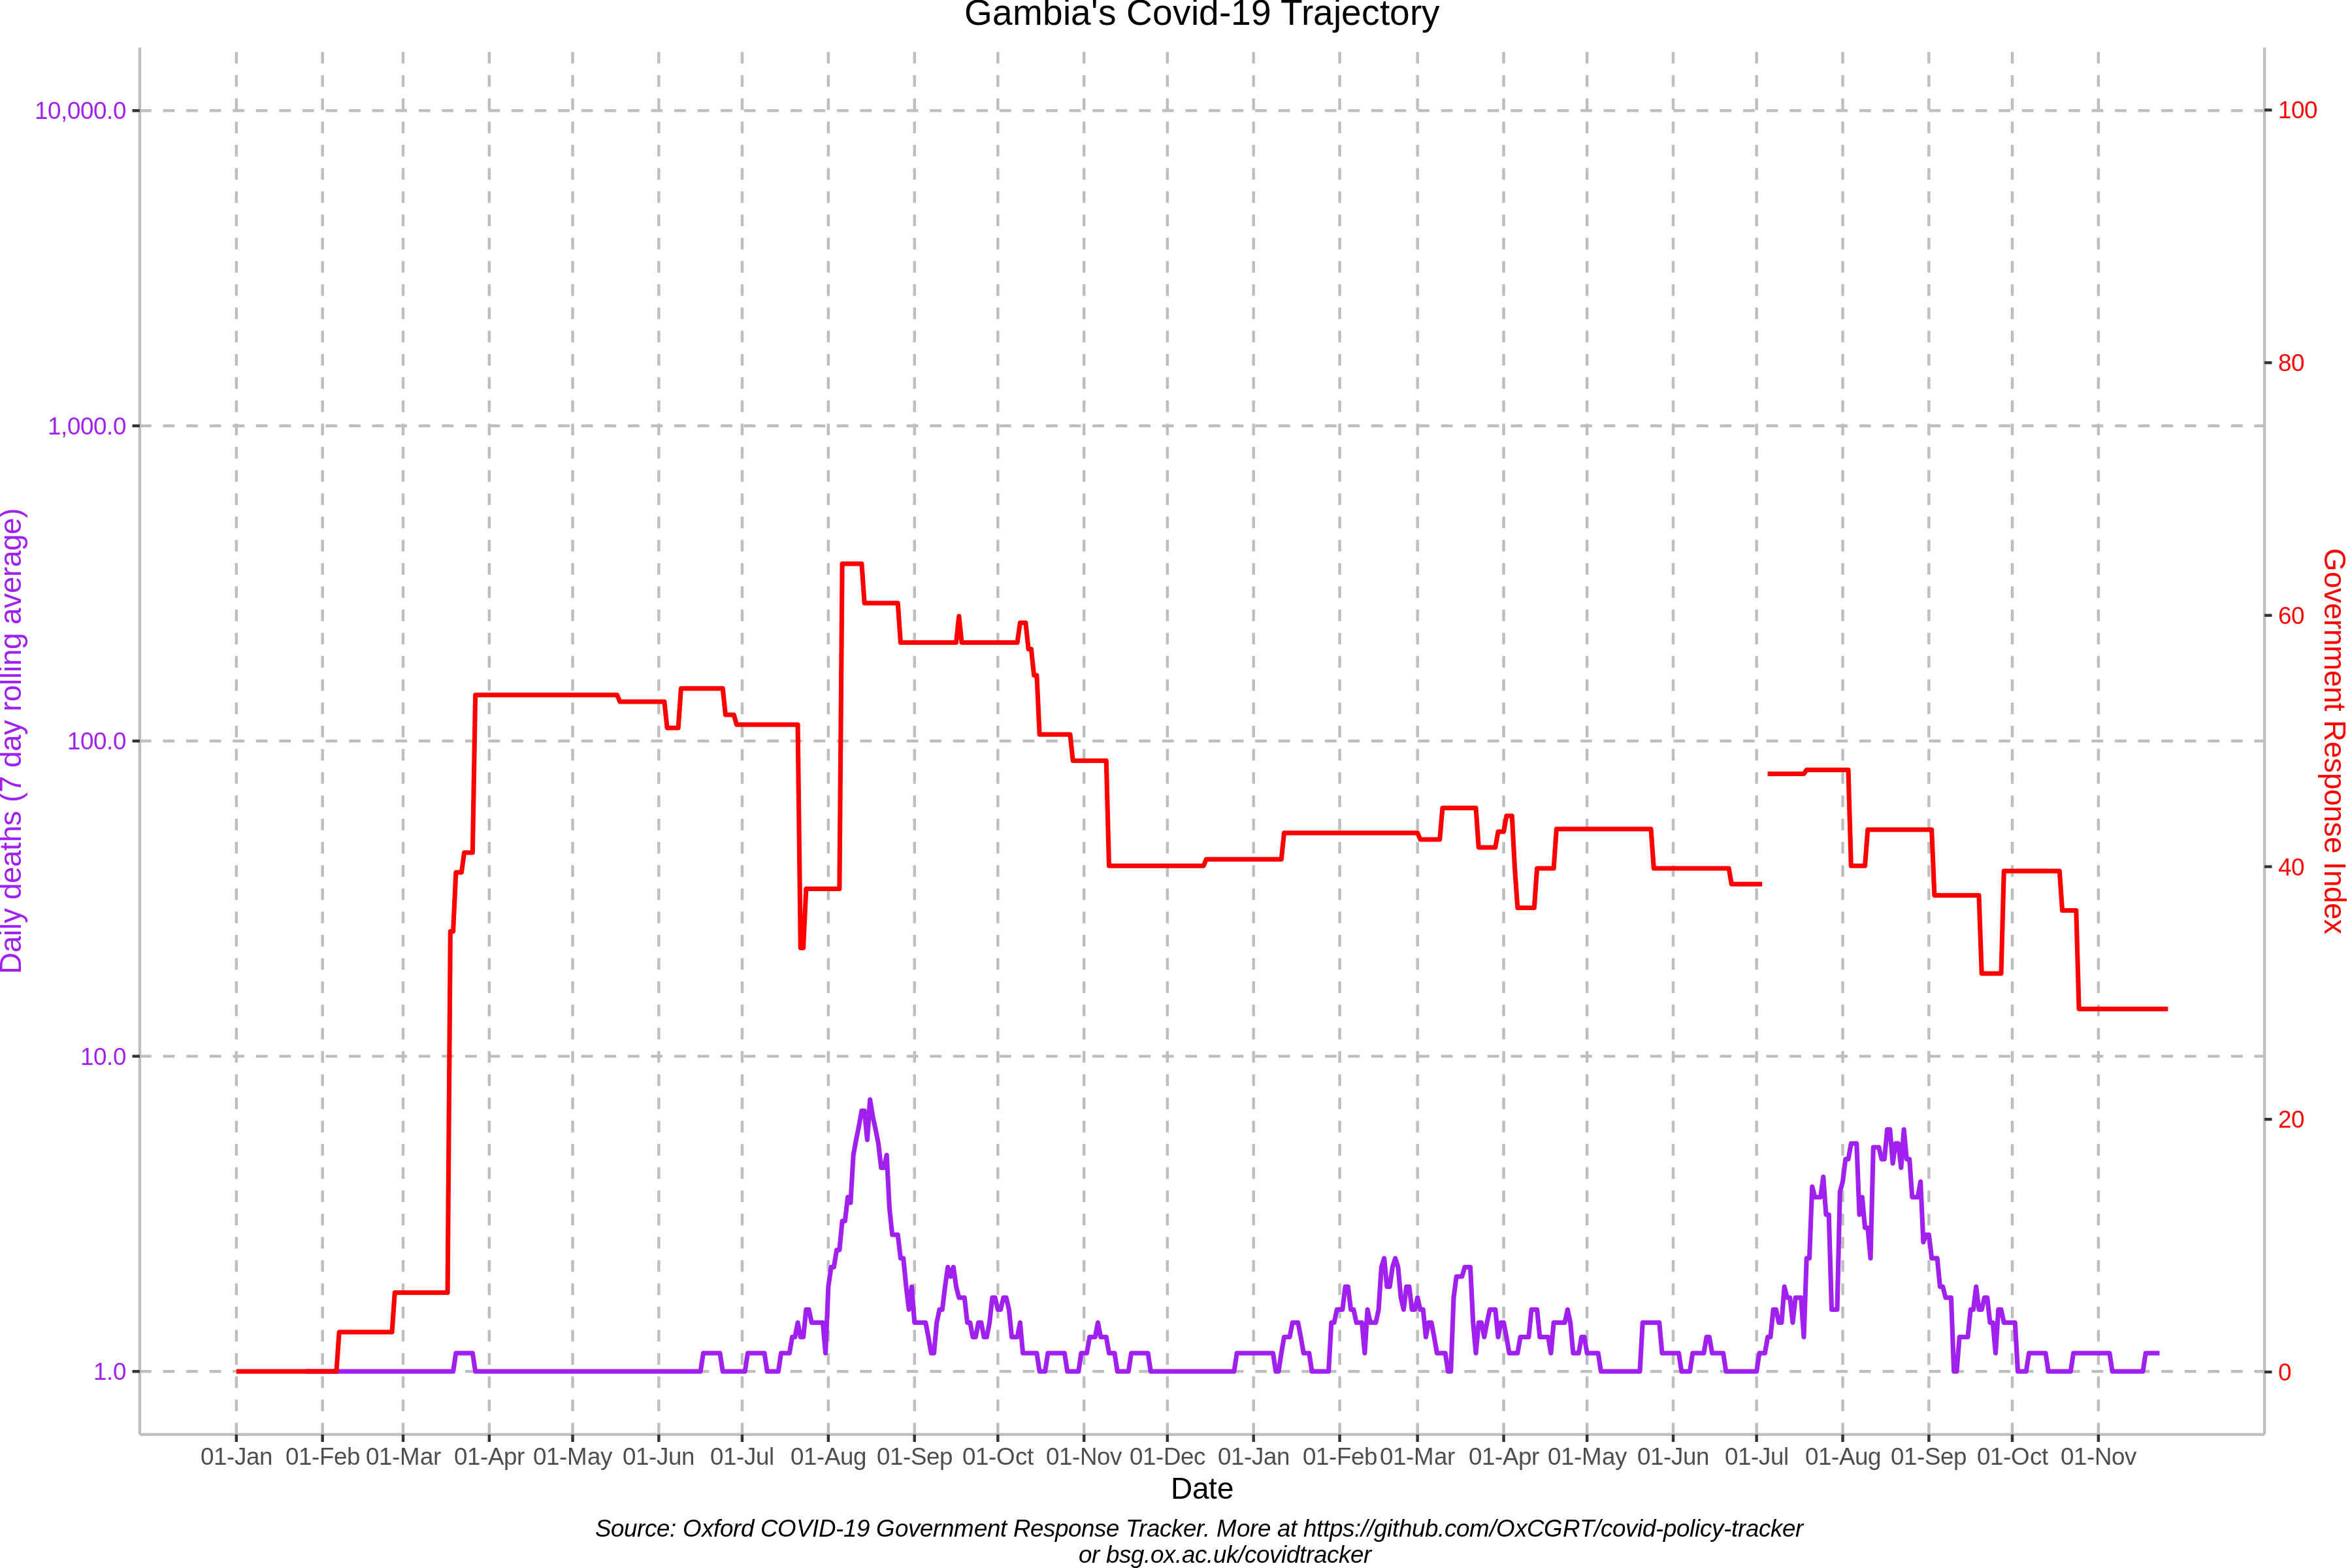 Gambia's Covid-19 Trajectory
Daily deaths (7 day rolling average)
10,000.0
1,000.0
100.0
10.0
1.0
100
80
60
40
20
0
Government Response Index
01-Jan 01-Feb 01-Mar 01-Apr 01-May 01-Jun 01-Jul 01-Aug 01-Sep 01-Oct 01-Nov 01-Dec 01-Jan 01-Feb 01-Mar 01-Apr 01-May 01-Jun 01-Jul 01-Aug 01-Sep 01-Oct 01-Nov
Date
Source: Oxford COVID-19 Government Response Tracker. More at https://github.com/OxCGRT/covid-policy-tracker
or bsg.ox.ac.uk/covidtracker